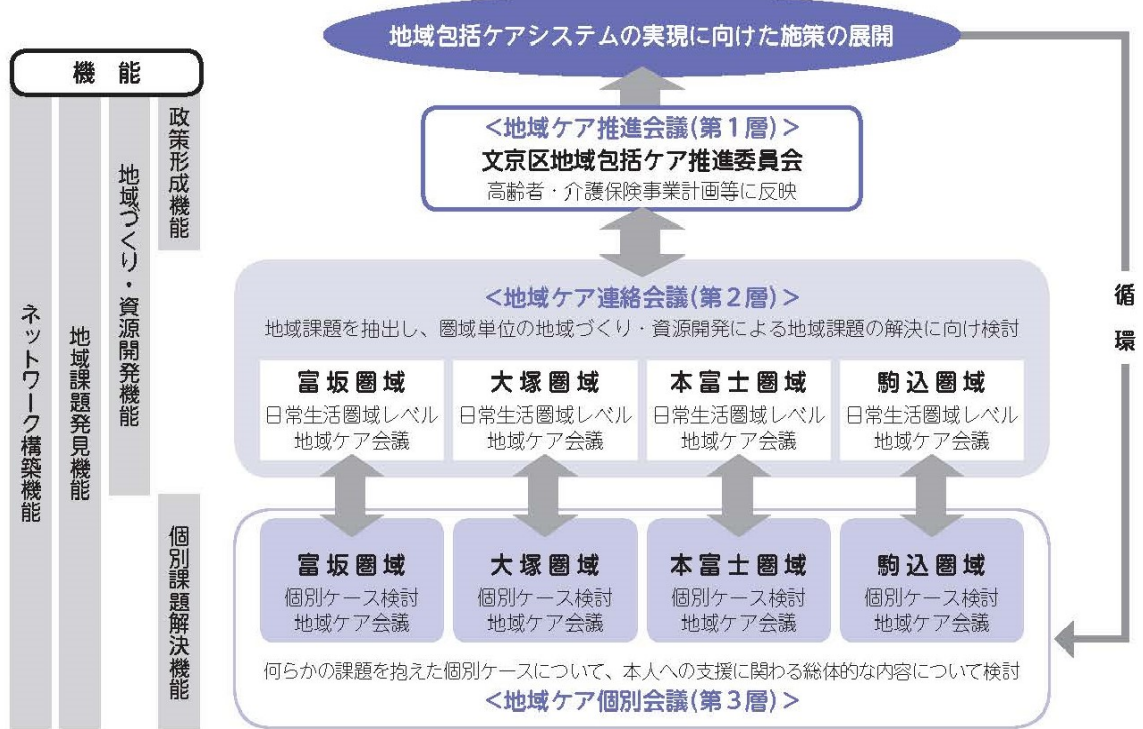 地域包括ケアシステムの実現に向けた施策の展開
機 能
政策形成機能
地域づくり・資源開発機能
地域課題発見機能
ネットワーク構築機能
個別課題解決機能
<地域ケア推進会議(第1層)>
文京区地域包括ケア推進委員会
高齢者・介護保険事業計画等に反映
<地域ケア連絡会議(第2層)>
地域課題を抽出し、圏域単位の地域づくり・資源開発による地域課題の解決に向け検討
富坂圏域
日常生活圏域レベル
地域ケア会議
大塚圏域
日常生活圏域レベル
地域ケア会議
本富士圏域
日常生活圏域レベル
地域ケア会議
駒込圏域
日常生活圏域レベル
地域ケア会議
富坂圏域
個別ケース検討
地域ケア会議
大塚圏域
個別ケース検討
地域ケア会議
本富士圏域
個別ケース検討
地域ケア会議
駒込圏域
個別ケース検討
地域ケア会議
何らかの課題を抱えた個別ケースについて、本人への支援に関わる総体的な内容について検討
<地域ケア個別会議(第3層)>
循環